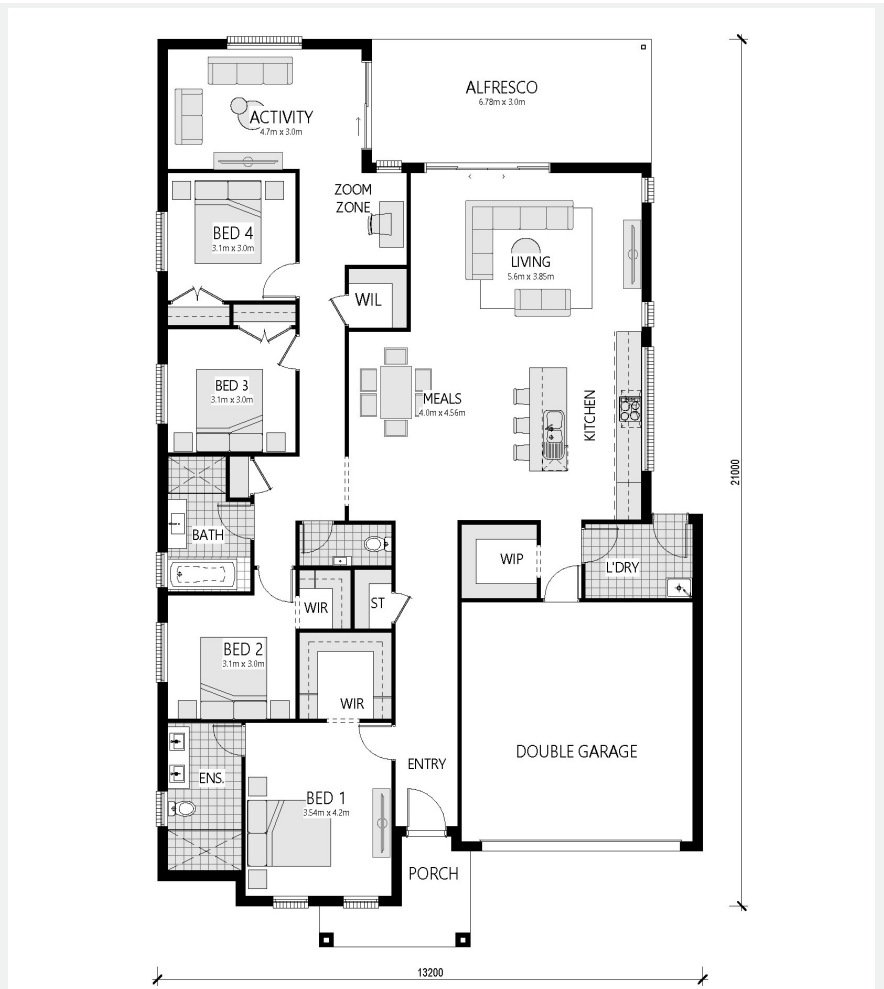 ALFRESCO
6.78m x 3.0m
ACTIVITY
4.7m x 3.0m
ZOOM
ZONE
BED 4
3.1m x 3.0m
LIVING
5.6m x 3.85m
WIL
BED 3
3.1m x 3.0m
MEALS
4.0m x 4.56m
KITCHEN
21000
BATH
WIP
L'DRY
WIR
ST
BED 2
3.1m x 3.0m
WIR
ENS.
ENTRY
DOUBLE GARAGE
BED 1
3.54m x 4.2m
PORCH
13200